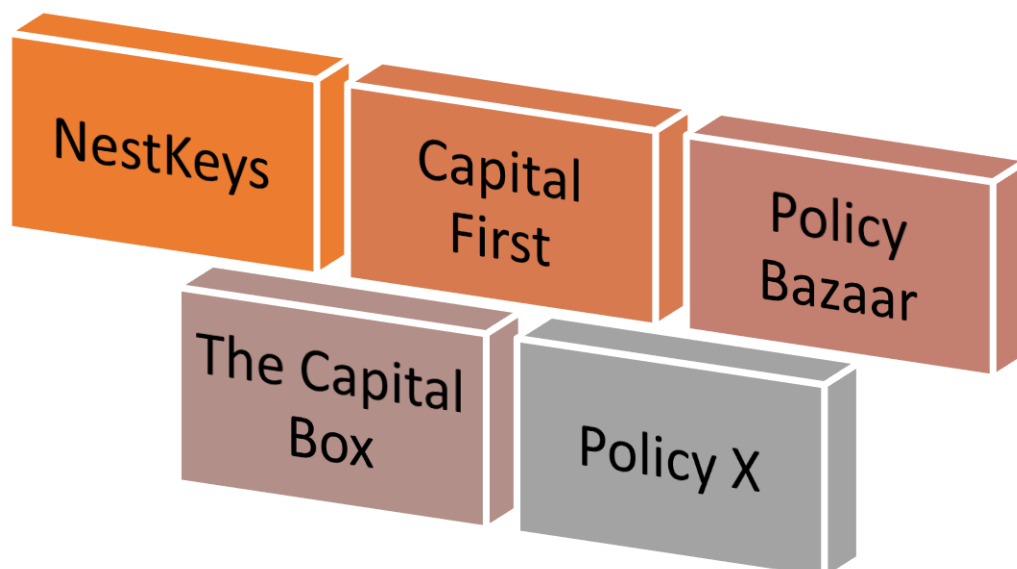 NestKeys
Capital
First
Policy
Bazaar
The Capital
Box
Policy X